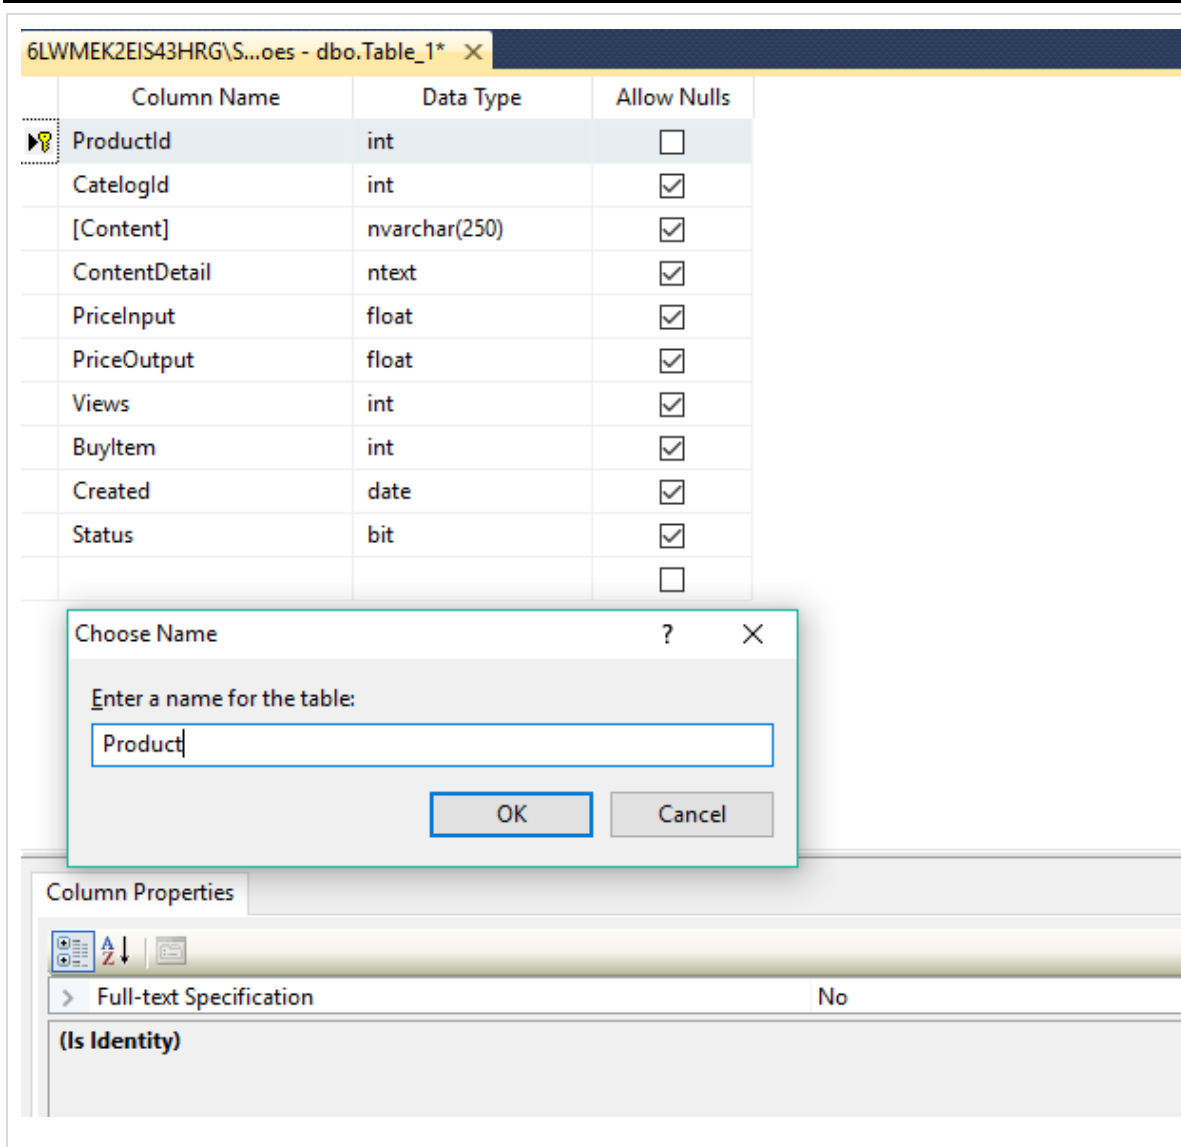 6LWMEK2EIS43HRG\S...oes - dbo.Table_1*
Column Name Data Type Allow Nulls
ProductId int
CatelogId int
[Content] nvarchar(250)
ContentDetail ntext
PriceInput float
PriceOutput float
Views int
BuyItem int
Created date
Status bit
Choose Name ?
Enter a name for the table:
Product
OK Cancel
Column Properties
A
Z
Full-text Specification No
(Is Identity)